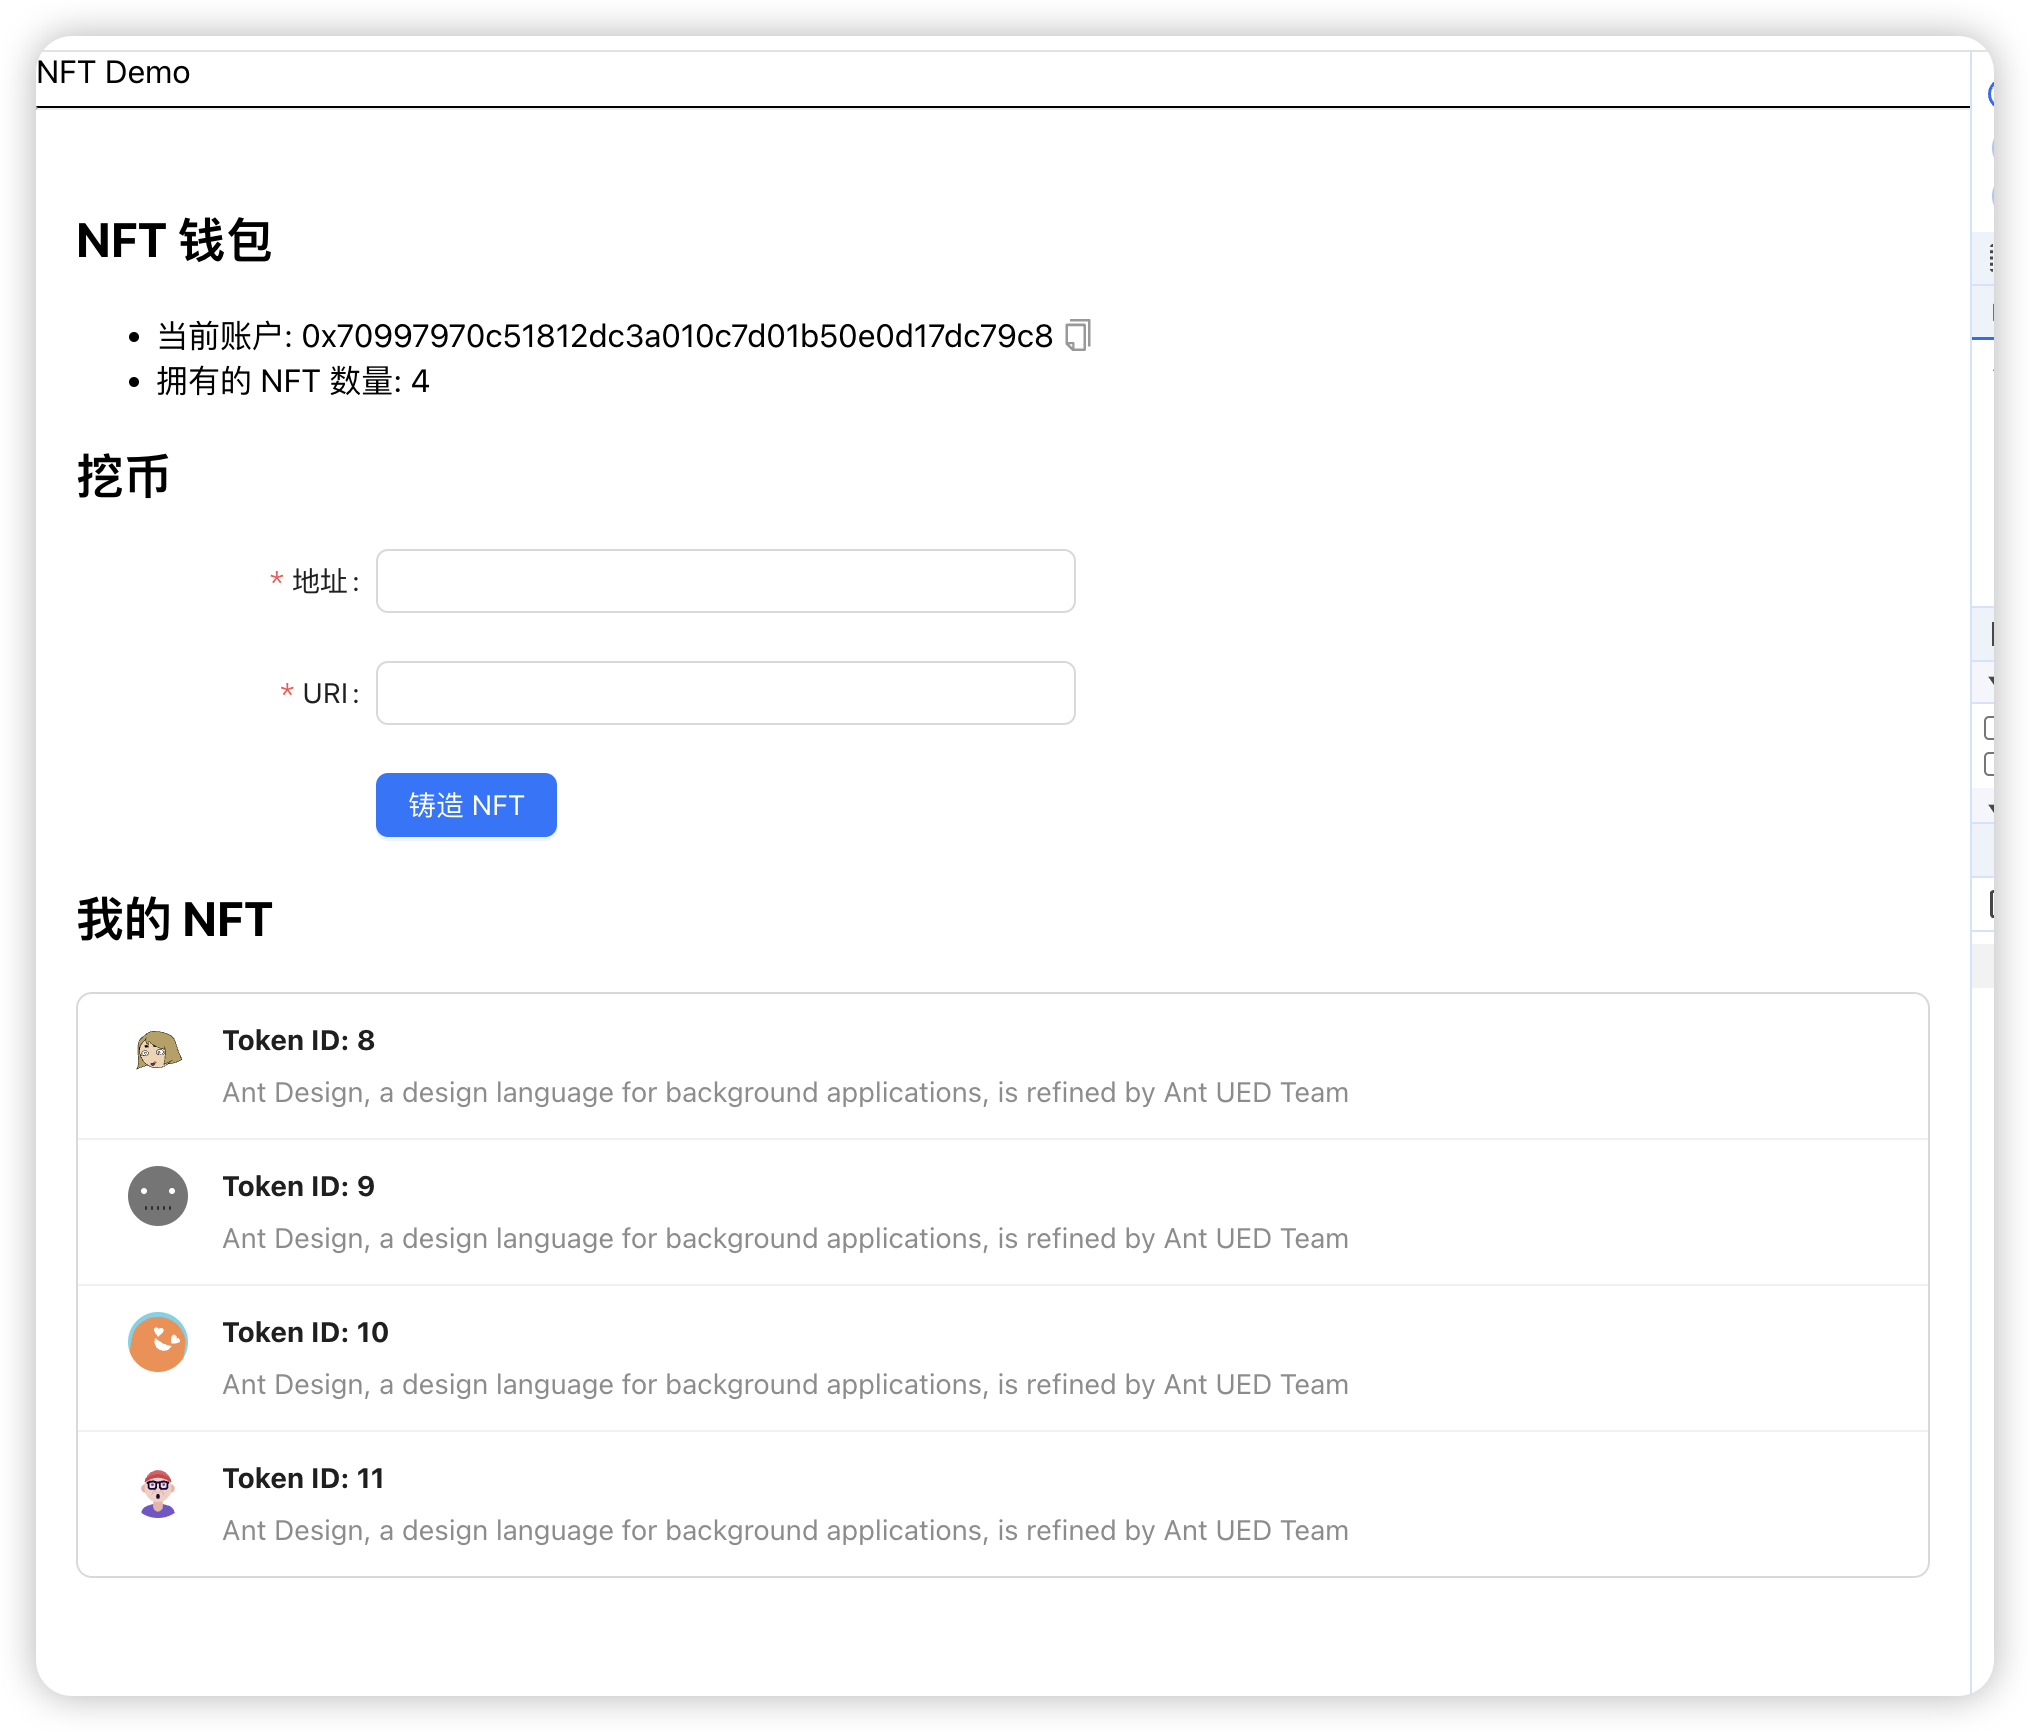 NFT Demo
NFT 钱包
当前账户: 0x70997970c51812dc3a010c7d01b50e0d17dc79c8
拥有的 NFT 数量: 4
挖币
* 地址:
* URI:
铸造 NFT
我的 NFT
Token ID: 8
Ant Design, a design language for background applications, is refined by Ant UED Team
Token ID: 9
Ant Design, a design language for background applications, is refined by Ant UED Team
Token ID: 10
Ant Design, a design language for background applications, is refined by Ant UED Team
Token ID: 11
Ant Design, a design language for background applications, is refined by Ant UED Team